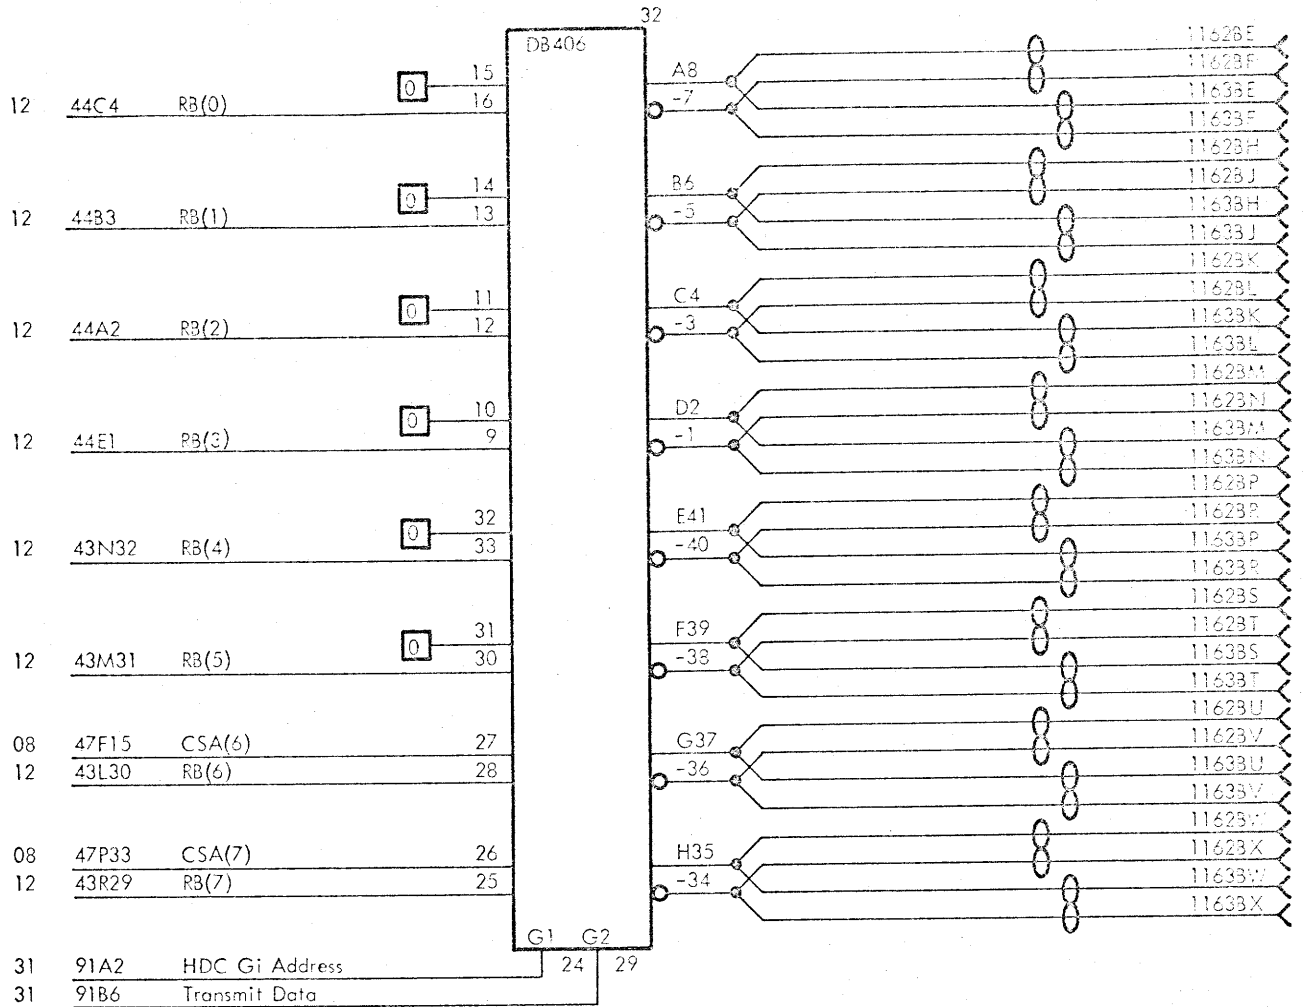 32
DB406
1162BE
1162BF
0 15 A8
1163BE
12 44C4 RB(0) 16 -7
1163BF
1162BH
1162BJ
0 14 B6
1163BH
12 44B3 RB(1) 13 -5
1163BJ
1162BK
1162BL
0 11 C4
1163BK
12 44A2 RB(2) 12 -3
1163BL
1162BM
1162BN
0 10 D2
1163BM
12 44E1 RB(3) 9 -1
1163BN
1162BP
1162BR
0 32 E41
1163BP
12 43N32 RB(4) 33 -40
1163BR
1162BS
1162BT
0 31 F39
1163BS
12 43M31 RB(5) 30 -38
1163BT
1162BU
1162BV
08 47F15 CSA(6) 27 G37
1163BU
12 43L30 RB(6) 28 -36
1163BV
1162BW
1162BX
08 47P33 CSA(7) 26 H35
1163BW
12 43R29 RB(7) 25 -34
1163BX
G1 G2
31 91A2 HDC Gi Address 24 29
31 91B6 Transmit Data